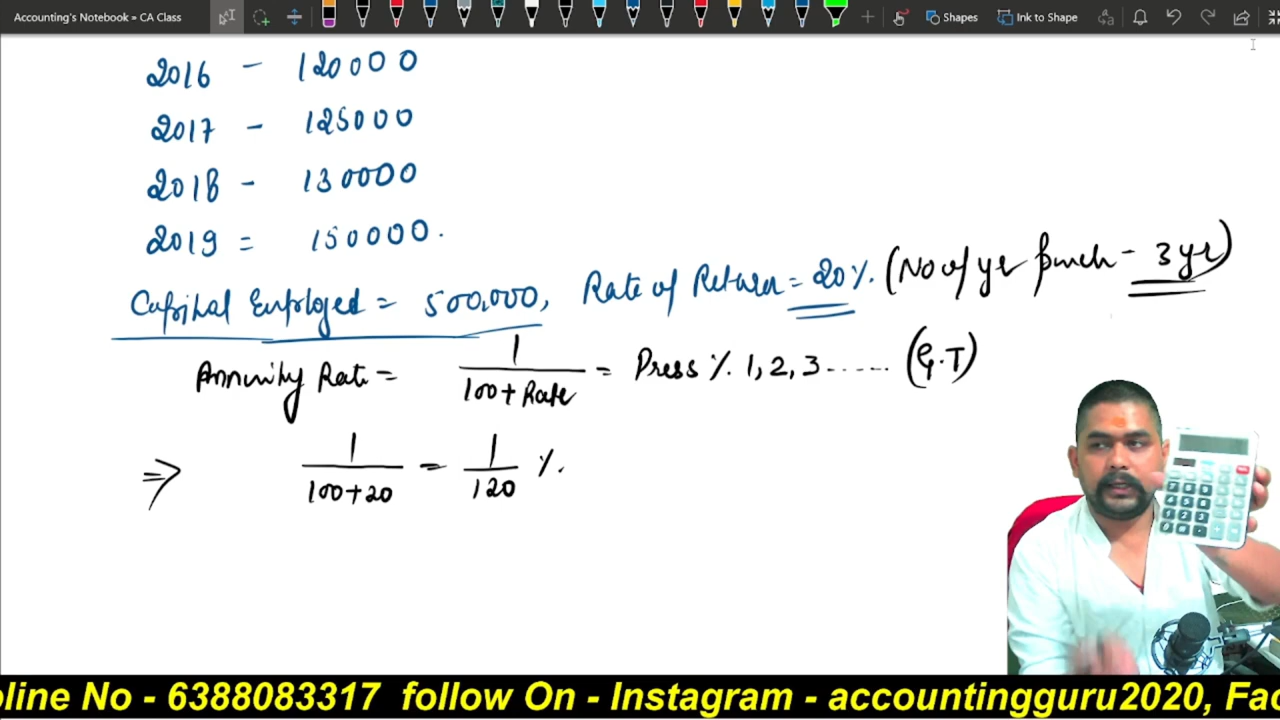 Accounting's Notebook » CA Class
Shapes
Ink to Shape
2016 - 120000
2017 - 125000
2018 - 130000
2019 = 150000.
Capital Employed = 500,000, Rate of Return = 20%. (No of yr purch - 3 yr)
Annuity Rate = 1 / 100 + Rate = Press % 1, 2, 3 ...... (G.T)
⇒ 1 / 100+20 = 1 / 120 %.
pline No - 6388083317 follow On - Instagram - accountingguru2020, Fac